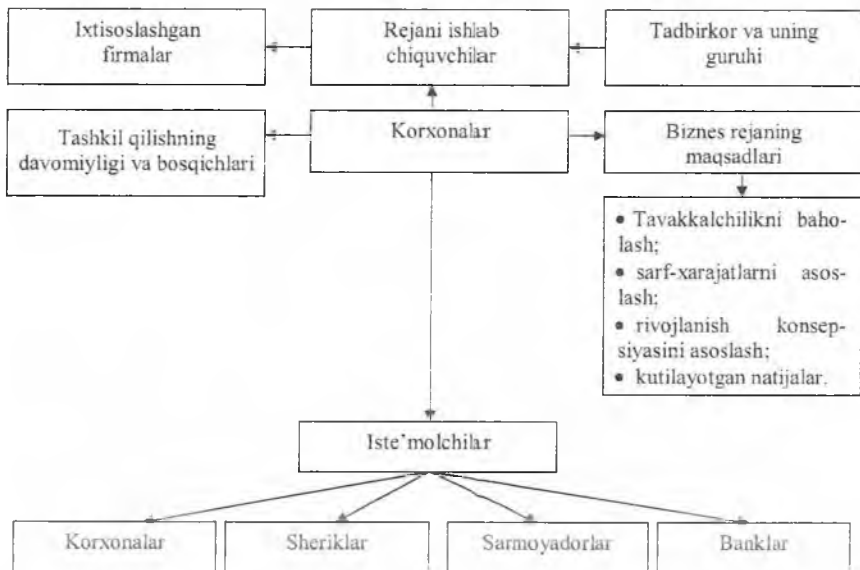 Ixtisoslashgan
firmalar
Rejani ishlab
chiquvchilar
Tadbirkor va uning
guruhi
Tashkil qilishning
davomiyligi va bosqichlari
Korxonalar
Biznes rejaning
maqsadlari
• Tavakkalchilikni baho-
lash;
• sarf-xarajatlarni asos-
lash;
• rivojlanish konsep-
siyasini asoslash;
• kutilayotgan natijalar.
Iste’molchilar
Korxonalar
Sheriklar
Sarmoyadorlar
Banklar